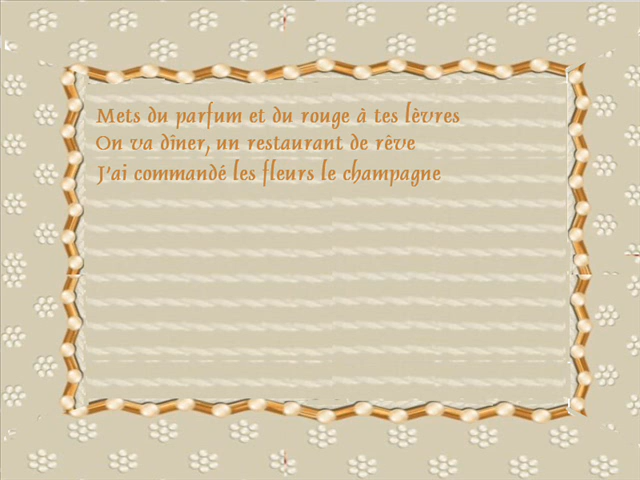 Mets du parfum et du rouge à tes lèvres
On va dîner, un restaurant de rêve
J'ai commandé les fleurs le champagne